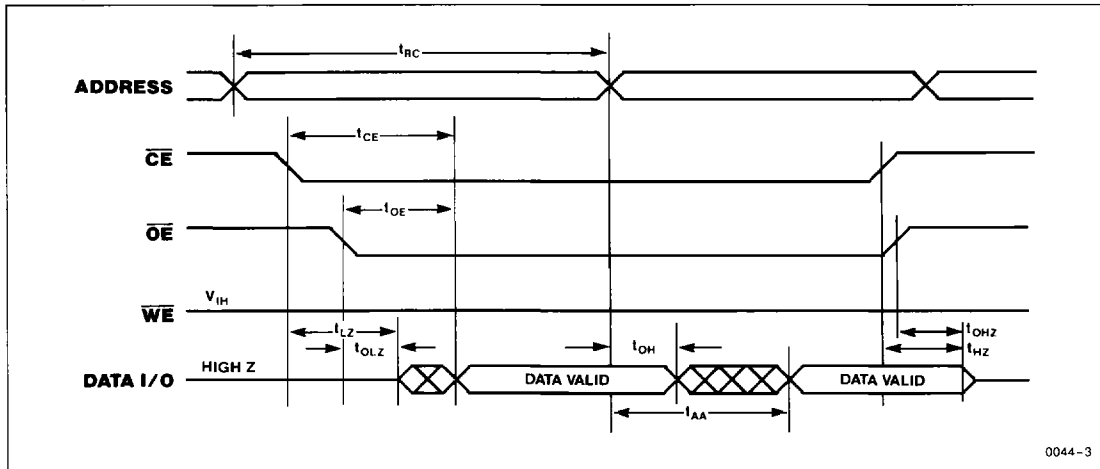 tRC
ADDRESS
tCE
CE
tOE
OE
VIH
WE
tLZ
tOHZ
tOLZ
tOH
tHZ
DATA I/O
HIGH Z
DATA VALID
DATA VALID
tAA
0044-3